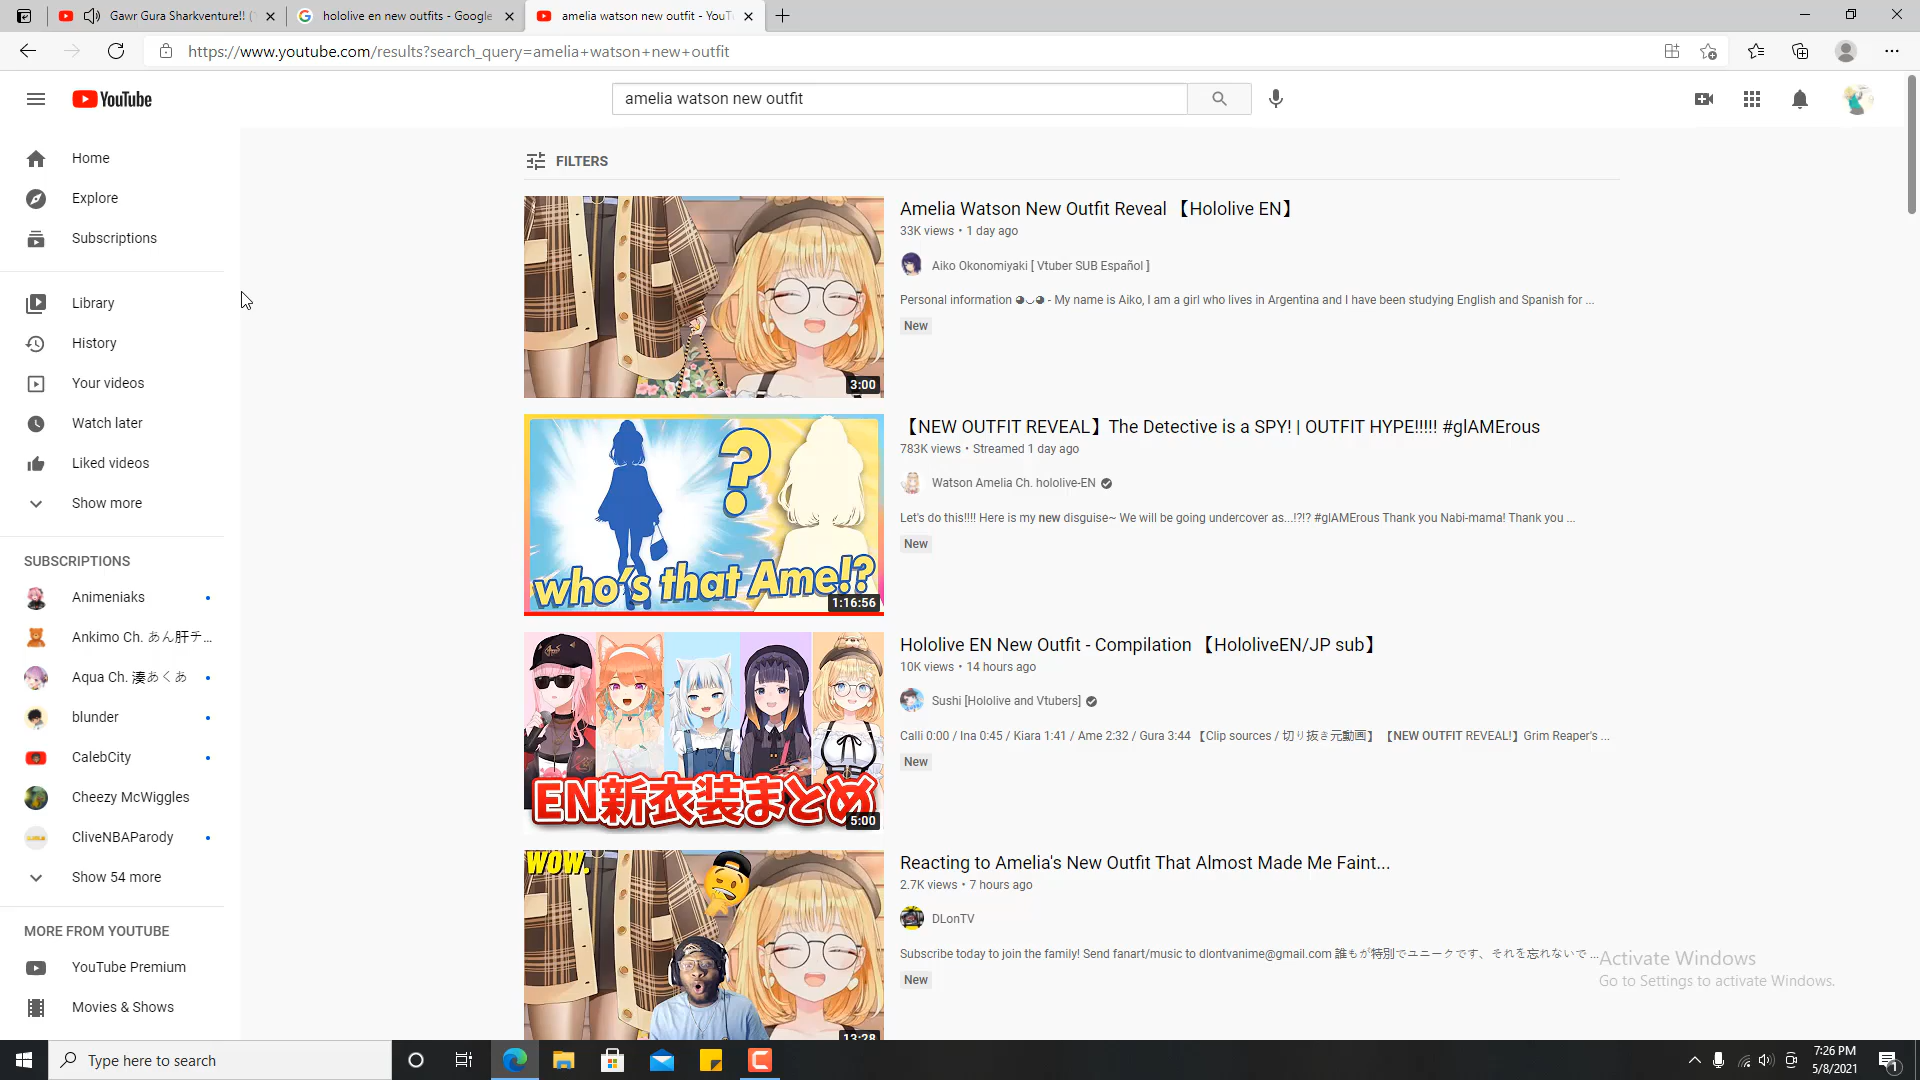 Gawr Gura Sharkventure!! (
hololive en new outfits - Google
amelia watson new outfit - YouT
https://www.youtube.com/results?search_query=amelia+watson+new+outfit
YouTube
amelia watson new outfit
Home
Explore
Subscriptions
Library
History
Your videos
Watch later
Liked videos
Show more
SUBSCRIPTIONS
Animeniaks
Ankimo Ch. あん肝チ...
Aqua Ch. 湊あくあ
blunder
CalebCity
Cheezy McWiggles
CliveNBAParody
Show 54 more
MORE FROM YOUTUBE
YouTube Premium
Movies & Shows
FILTERS
3:00
Amelia Watson New Outfit Reveal 【Hololive EN】
33K views • 1 day ago
Aiko Okonomiyaki [ Vtuber SUB Español ]
Personal information ◕◡◕ - My name is Aiko, I am a girl who lives in Argentina and I have been studying English and Spanish for ...
New
?
who's that Ame!?
1:16:56
【NEW OUTFIT REVEAL】The Detective is a SPY! | OUTFIT HYPE!!!!! #glAMErous
783K views • Streamed 1 day ago
Watson Amelia Ch. hololive-EN
Let's do this!!!! Here is my new disguise~ We will be going undercover as...!?!? #glAMErous Thank you Nabi-mama! Thank you ...
New
EN新衣装まとめ
5:00
Hololive EN New Outfit - Compilation 【HololiveEN/JP sub】
10K views • 14 hours ago
Sushi [Hololive and Vtubers]
Calli 0:00 / Ina 0:45 / Kiara 1:41 / Ame 2:32 / Gura 3:44 【Clip sources / 切り抜き元動画】 【NEW OUTFIT REVEAL!】Grim Reaper's ...
New
WOW.
13:28
Reacting to Amelia's New Outfit That Almost Made Me Faint...
2.7K views • 7 hours ago
DLonTV
Subscribe today to join the family! Send fanart/music to dlontvanime@gmail.com 誰もが特別でユニークです、それを忘れないで ...
New
Activate Windows
Go to Settings to activate Windows.
Type here to search
7:26 PM
5/8/2021
1